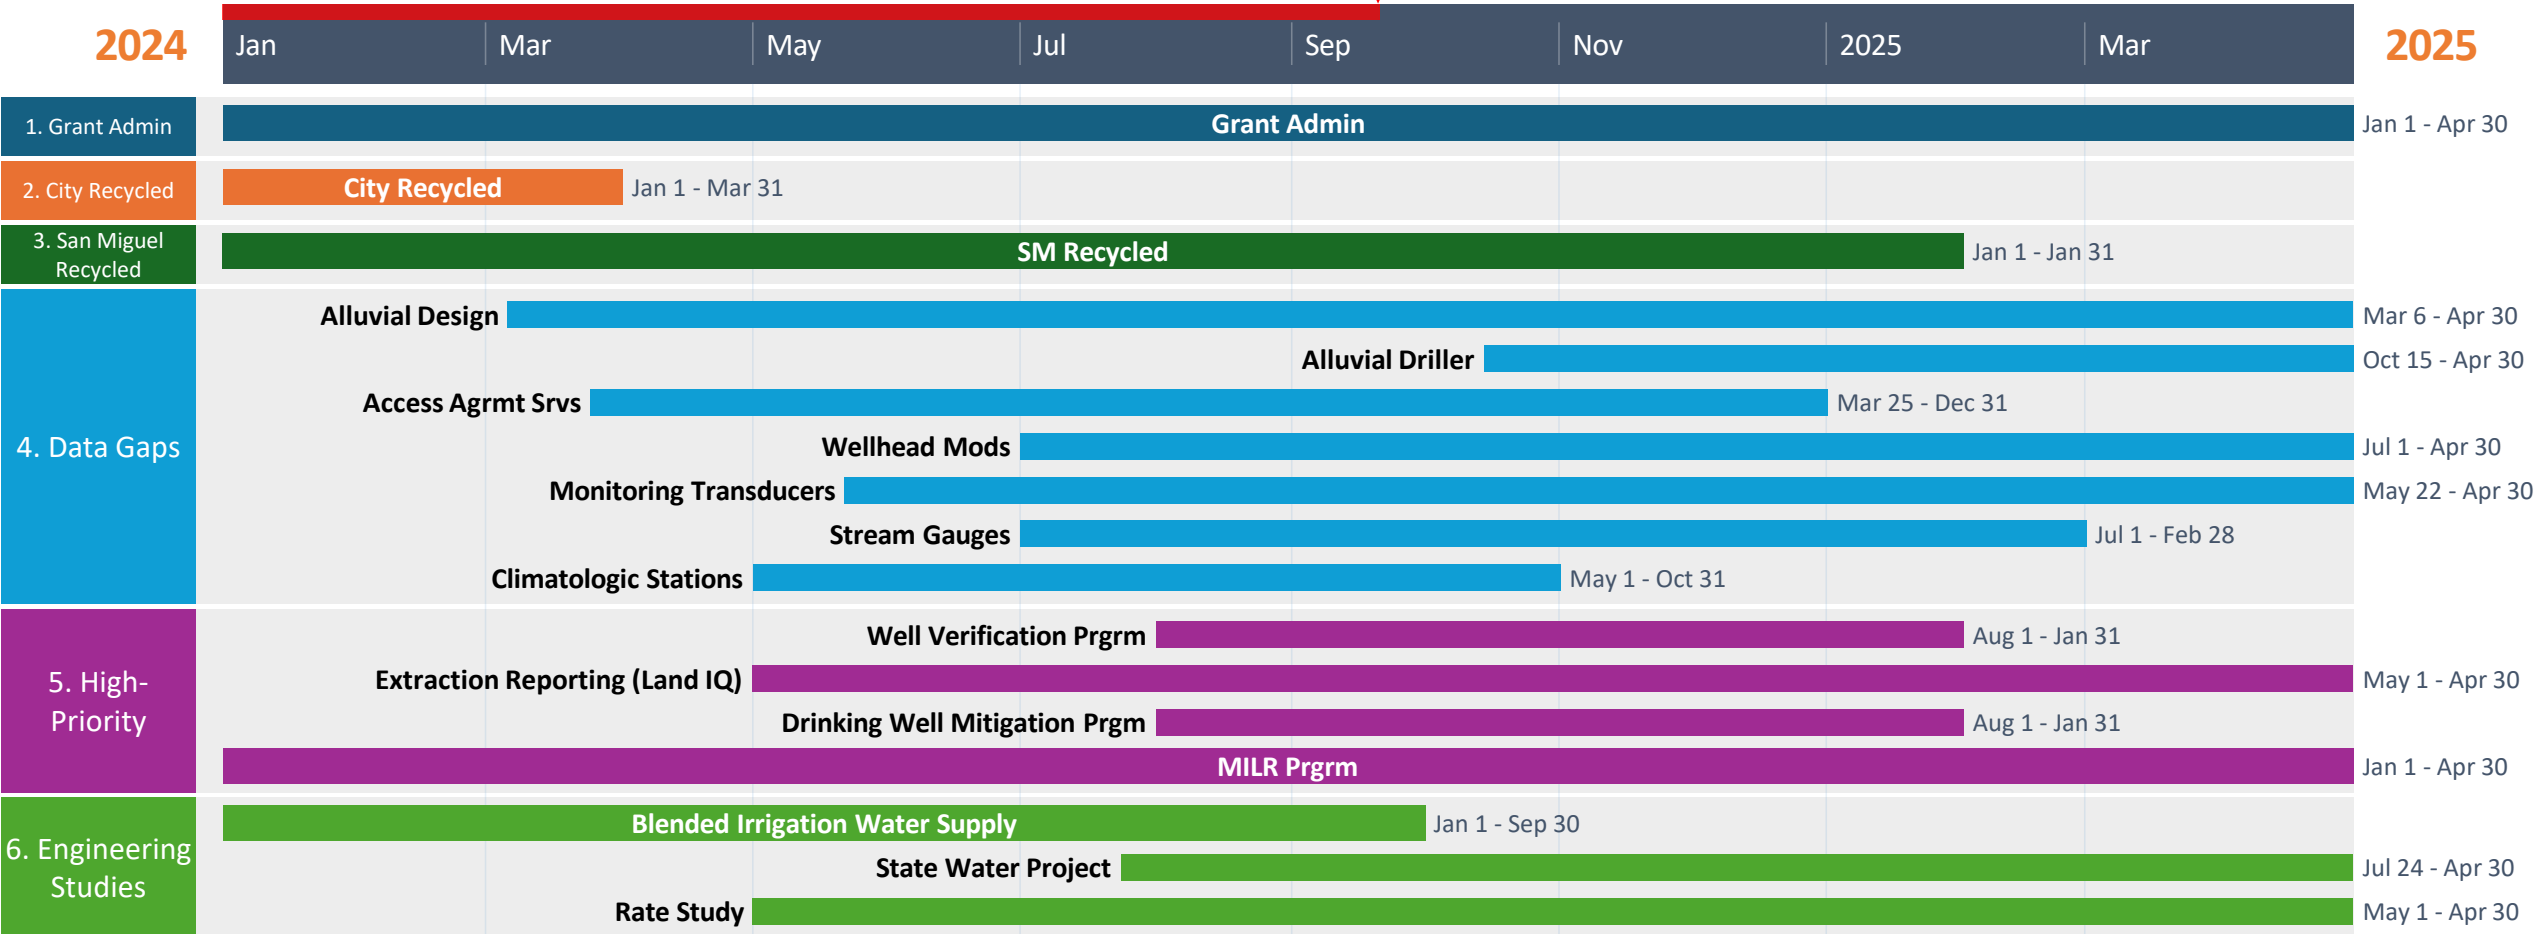 2024 Jan Mar May Jul Sep Nov 2025 Mar 2025
1. Grant Admin Grant Admin Jan 1 - Apr 30
2. City Recycled City Recycled Jan 1 - Mar 31
3. San Miguel
Recycled
SM Recycled Jan 1 - Jan 31
4. Data Gaps
Alluvial Design Mar 6 - Apr 30
Alluvial Driller Oct 15 - Apr 30
Access Agrmt Srvs Mar 25 - Dec 31
Wellhead Mods Jul 1 - Apr 30
Monitoring Transducers May 22 - Apr 30
Stream Gauges Jul 1 - Feb 28
Climatologic Stations May 1 - Oct 31
5. High-
Priority
Well Verification Prgrm Aug 1 - Jan 31
Extraction Reporting (Land IQ) May 1 - Apr 30
Drinking Well Mitigation Prgm Aug 1 - Jan 31
MILR Prgrm Jan 1 - Apr 30
6. Engineering
Studies
Blended Irrigation Water Supply Jan 1 - Sep 30
State Water Project Jul 24 - Apr 30
Rate Study May 1 - Apr 30